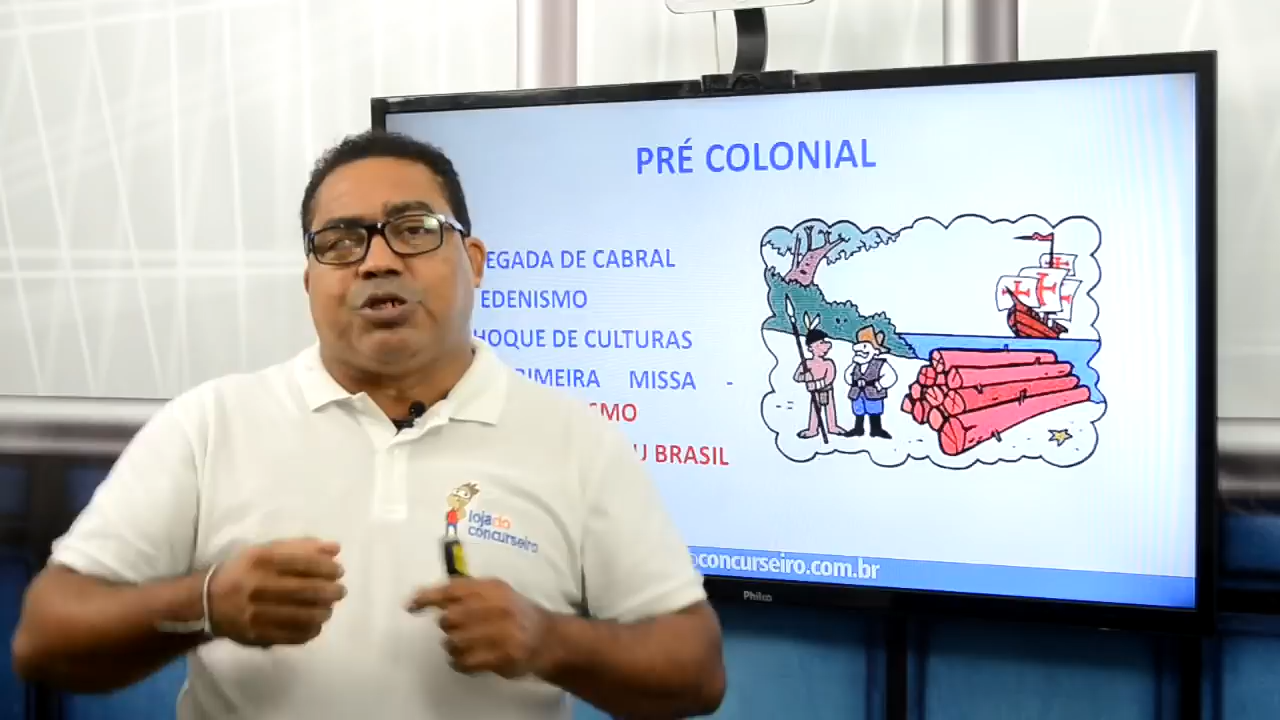 PRÉ COLONIAL
EGADA DE CABRAL
EDENISMO
HOQUE DE CULTURAS
RIMEIRA MISSA -
SMO
U BRASIL
loja do
concurseiro
oconcurseiro.com.br
Philco